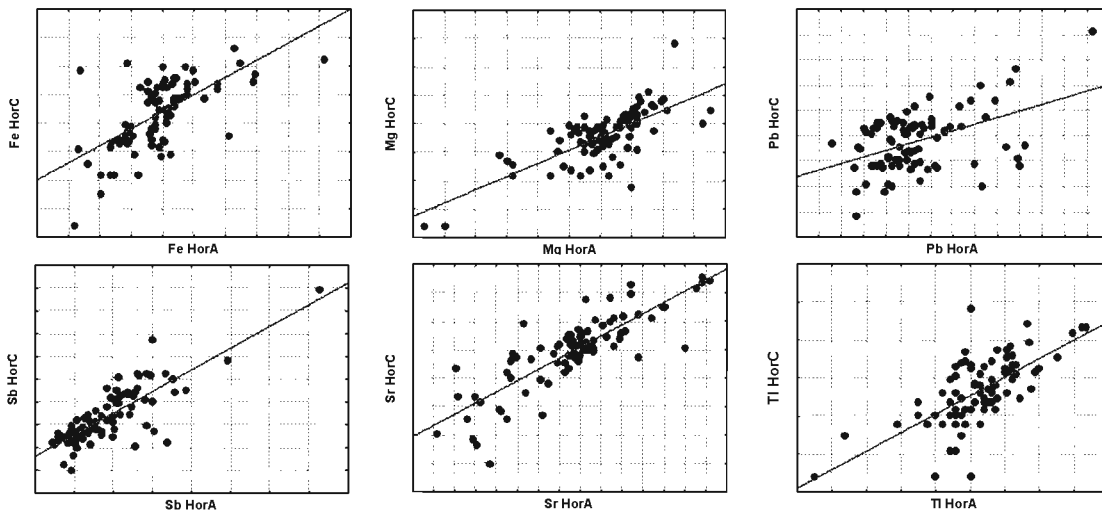 Fe HorC
Fe HorA
Mg HorC
Mg HorA
Pb HorC
Pb HorA
Sb HorC
Sb HorA
Sr HorC
Sr HorA
Tl HorC
Tl HorA